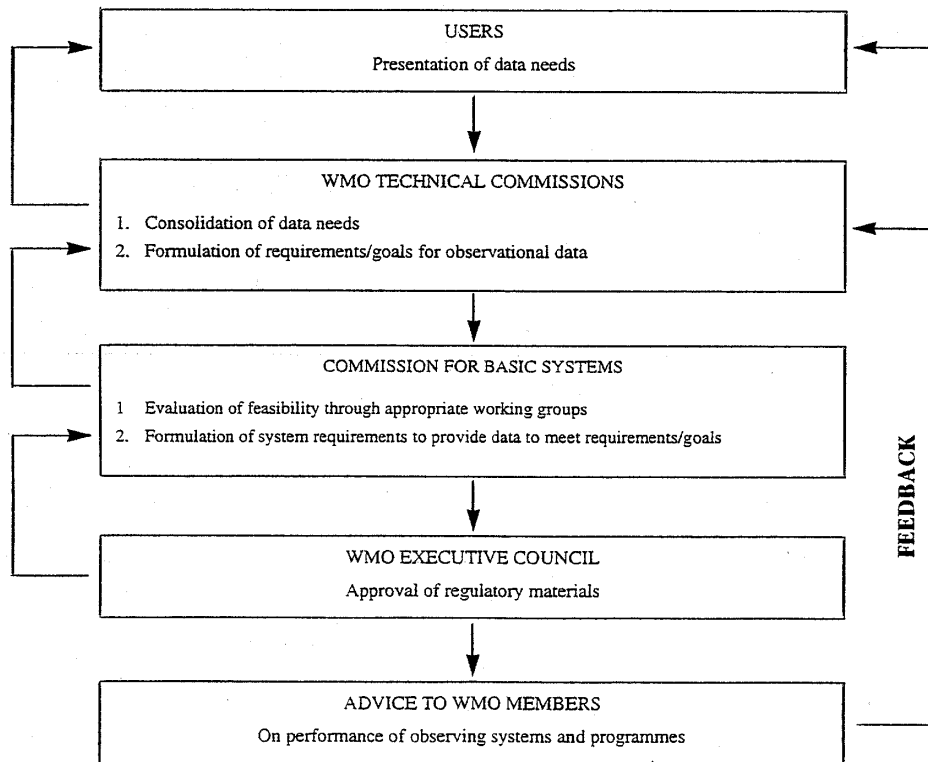 USERS
Presentation of data needs
WMO TECHNICAL COMMISSIONS
1. Consolidation of data needs
2. Formulation of requirements/goals for observational data
COMMISSION FOR BASIC SYSTEMS
1 Evaluation of feasibility through appropriate working groups
2. Formulation of system requirements to provide data to meet requirements/goals
WMO EXECUTIVE COUNCIL
Approval of regulatory materials
ADVICE TO WMO MEMBERS
On performance of observing systems and programmes
FEEDBACK